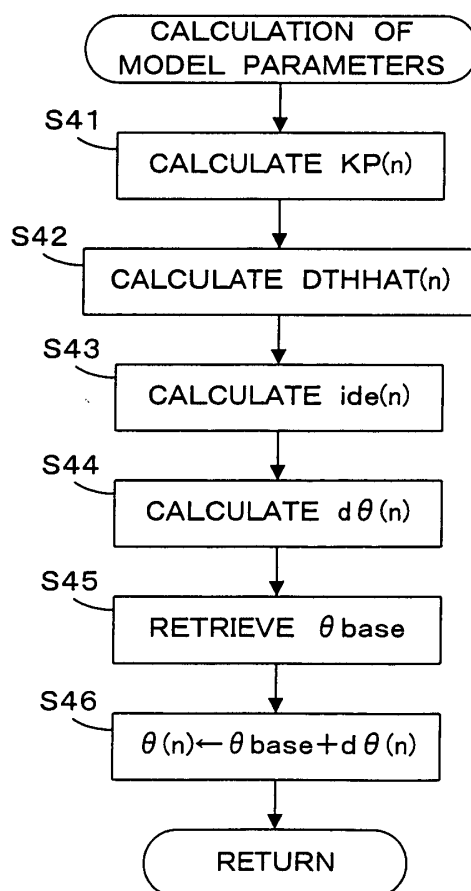 CALCULATION OF
MODEL PARAMETERS
S41
CALCULATE KP(n)
S42
CALCULATE DTHHAT(n)
S43
CALCULATE ide(n)
S44
CALCULATE dθ(n)
S45
RETRIEVE θbase
S46
θ(n)←θbase+dθ(n)
RETURN